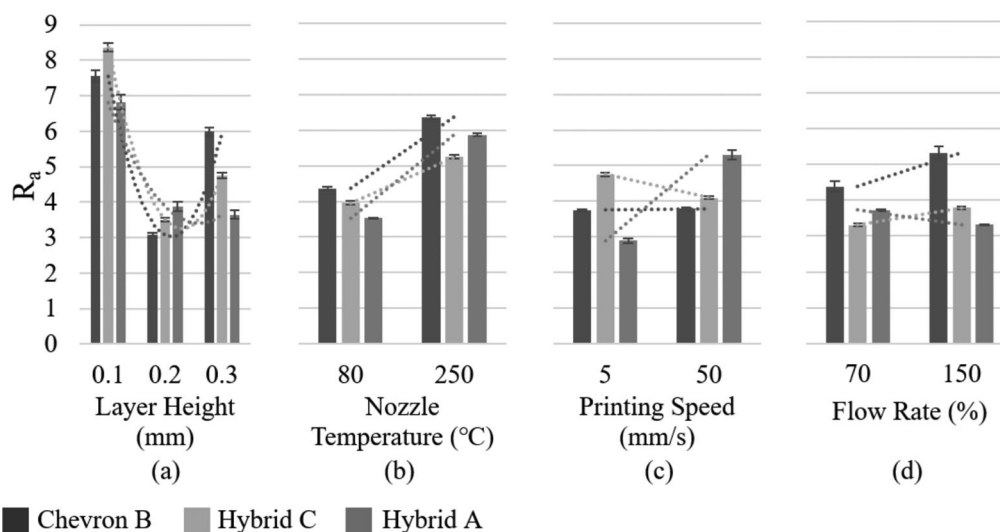 9
8
7
6
5
4
3
2
1
0
Ra
0.1 0.2 0.3
Layer Height
(mm)
(a)
80 250
Nozzle
Temperature (℃)
(b)
5 50
Printing Speed
(mm/s)
(c)
70 150
Flow Rate (%)
(d)
Chevron B Hybrid C Hybrid A